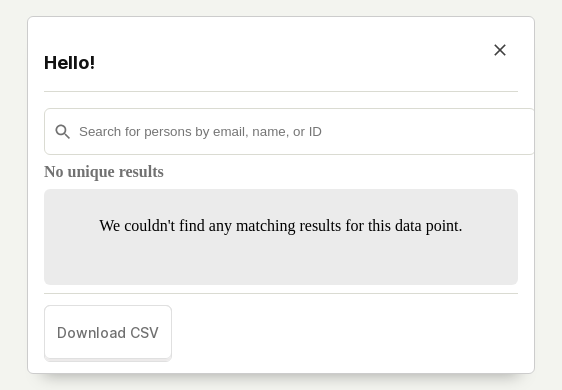 Hello!
Search for persons by email, name, or ID
No unique results
We couldn't find any matching results for this data point.
Download CSV